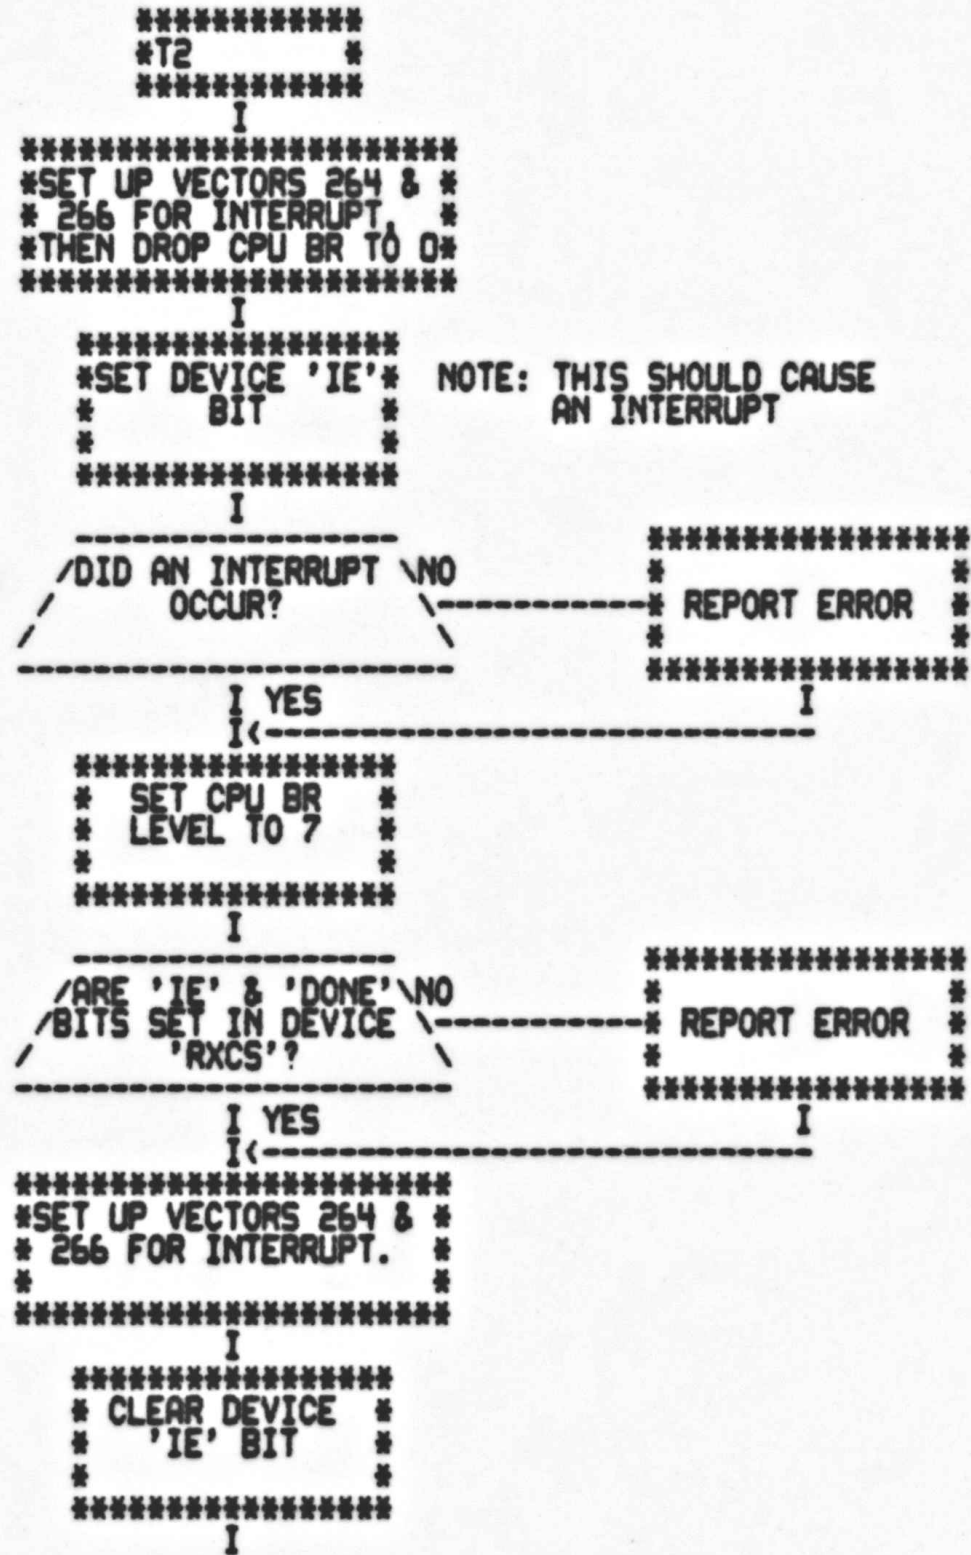 ************
*T2        *
************
I
***********************
*SET UP VECTORS 264 & *
* 266 FOR INTERRUPT,  *
*THEN DROP CPU BR TO 0*
***********************
I
*****************
*SET DEVICE 'IE'*   NOTE: THIS SHOULD CAUSE
*      BIT      *         AN INTERRUPT
*               *
*****************
I
-----------------
/DID AN INTERRUPT \NO
/      OCCUR?       \-----------* REPORT ERROR *
/                    \
-----------------------
I YES
I<-----------------------------
*****************
*  SET CPU BR   *
*  LEVEL TO 7   *
*               *
*****************
I
-----------------
/ARE 'IE' & 'DONE'\NO
/BITS SET IN DEVICE \-----------* REPORT ERROR *
/      'RXCS'?       \
-----------------------
I YES
I<-----------------------------
***********************
*SET UP VECTORS 264 & *
* 266 FOR INTERRUPT.  *
*                     *
***********************
I
*****************
* CLEAR DEVICE  *
*   'IE' BIT    *
*               *
*****************
I